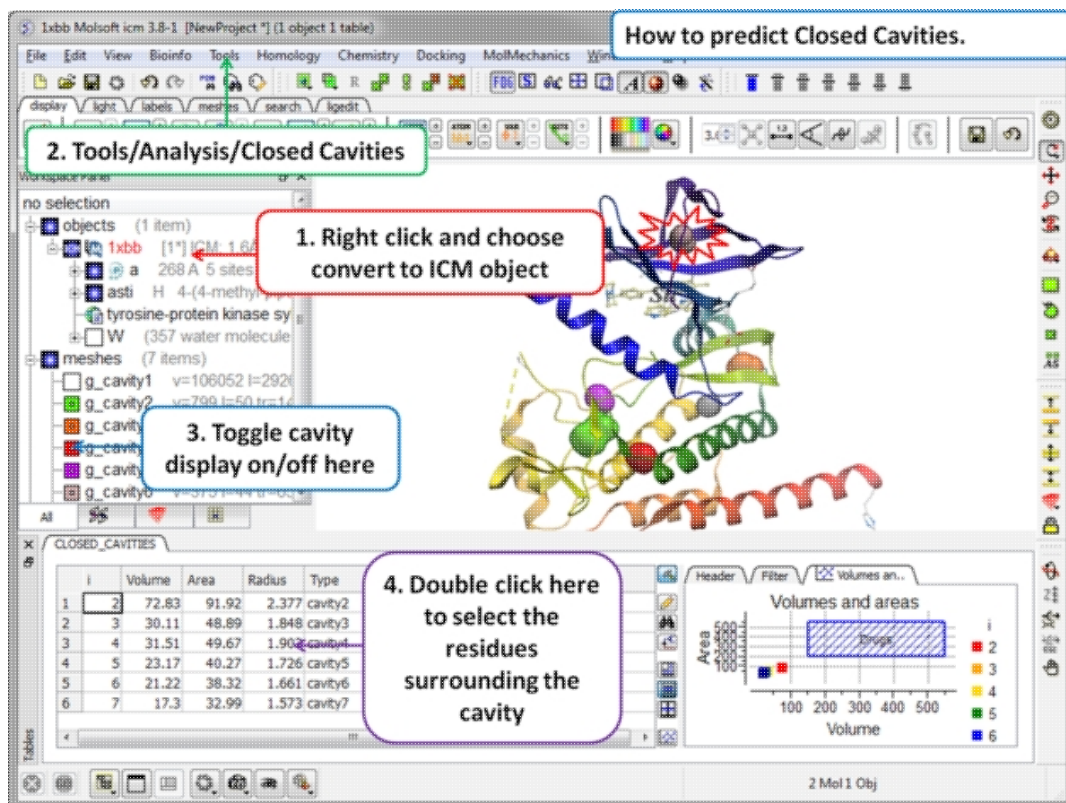 1xbb Molsoft icm 3.8-1 [NewProject *] (1 object 1 table)
How to predict Closed Cavities.
File Edit View Bioinfo Tools Homology Chemistry Docking MolMechanics
display light labels meshes search ligedit
2. Tools/Analysis/Closed Cavities
Workspace Panel
no selection
objects (1 item)
1xbb [1*] ICM:
a 268 A 5 sites
asti H 4-(4-methyl
tyrosine-protein kinase sy
W (357 water molecule
meshes (7 items)
g_cavity1 v=106052
g_cavity2 v=799 l=50
1. Right click and choose
convert to ICM object
3. Toggle cavity
display on/off here
All
CLOSED_CAVITIES
i Volume Area Radius Type
1 2 72.83 91.92 2.377 cavity2
2 3 30.11 48.89 1.848 cavity3
3 4 31.51 49.67 cavity4
4 5 23.17 40.27 1.726 cavity5
5 6 21.22 38.32 1.661 cavity6
6 7 17.3 32.99 1.573 cavity7
4. Double click here
to select the
residues
surrounding the
cavity
Header Filter Volumes an..
Volumes and areas
Area
500
400
300
200
100
Drugs
100 200 300 400 500
Volume
i
2
3
4
5
6
Tables
2 Mol 1 Obj